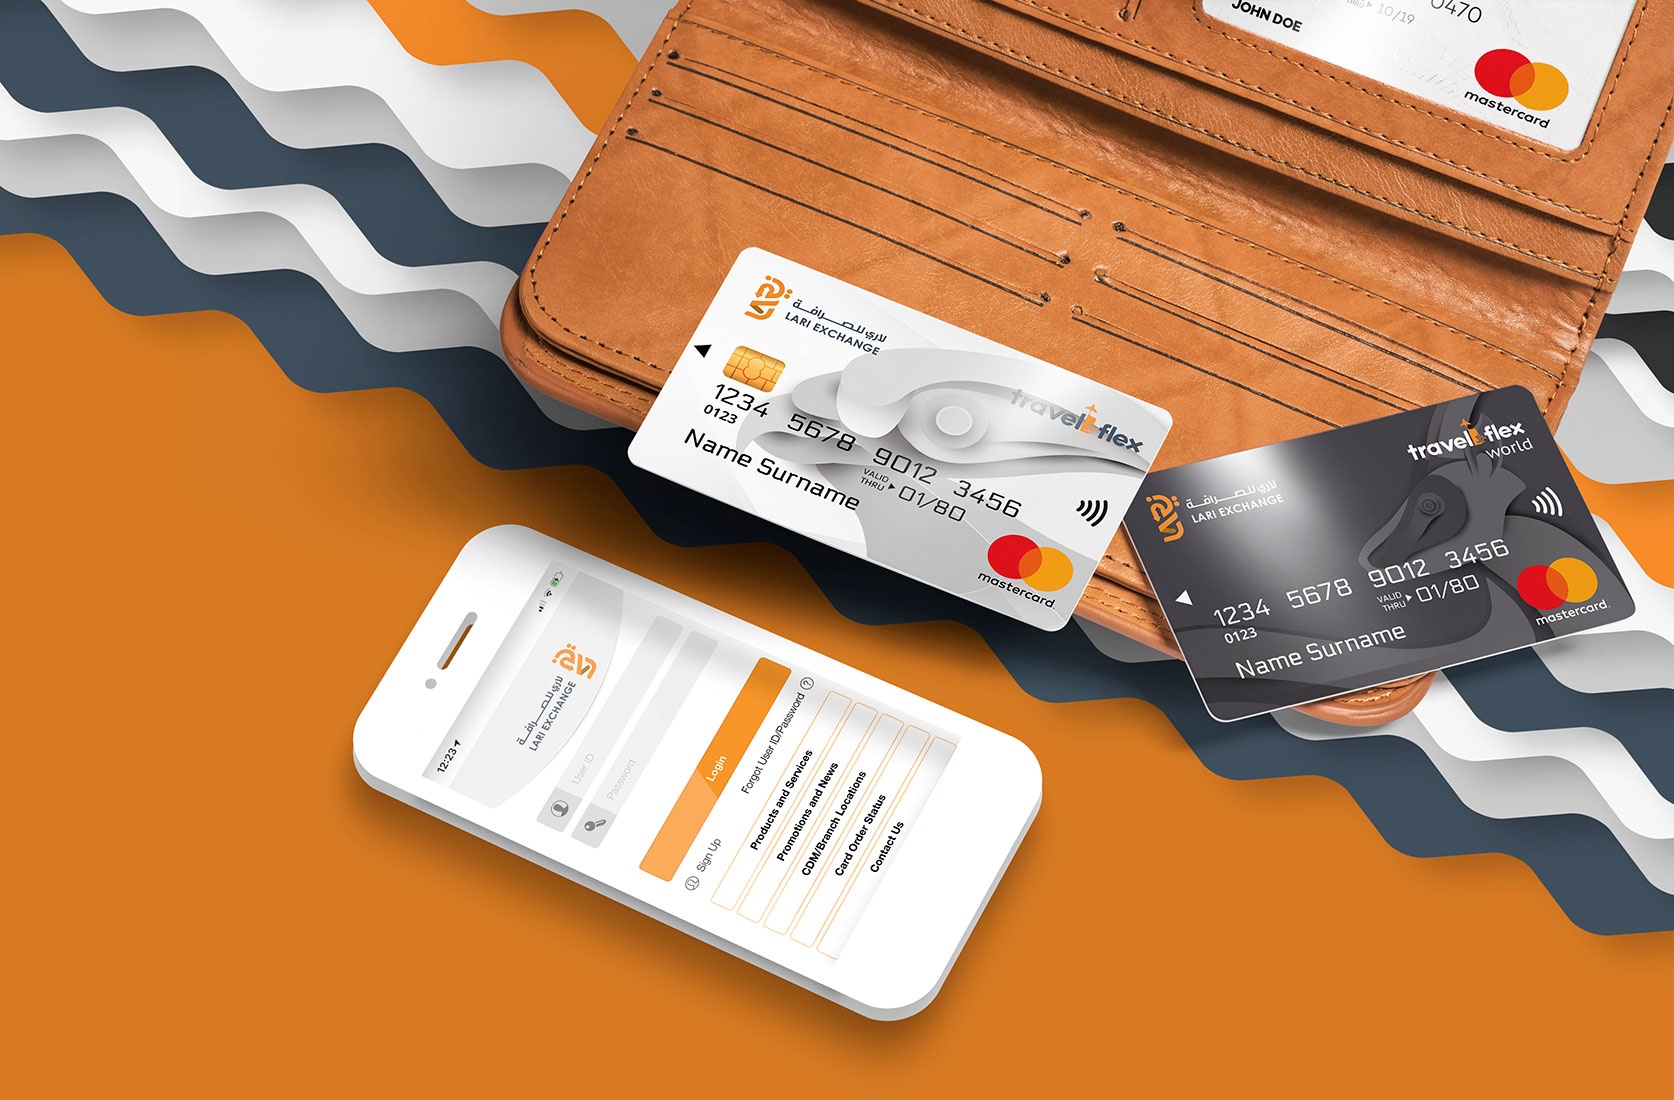 THRU 10/19
0470
JOHN DOE
mastercard
لاري للصرافة
LARI EXCHANGE
travel flex
1234 5678 9012 3456
0123
VALID THRU 01/80
Name Surname
mastercard.
travel flex
world
لاري للصرافة
LARI EXCHANGE
1234 5678 9012 3456
0123
VALID THRU 01/80
Name Surname
mastercard.
12:23
لاري للصرافة
LARI EXCHANGE
User ID
Password
Login
Sign Up
Forgot User ID/Password ?
Products and Services
Promotions and News
CDM/Branch Locations
Card Order Status
Contact Us